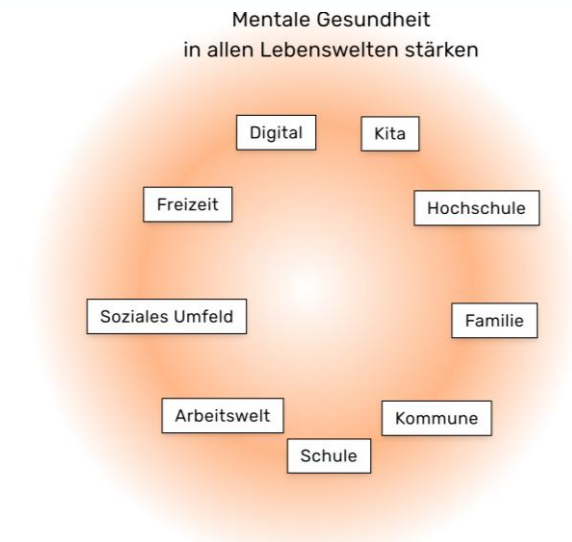 Mentale Gesundheit
in allen Lebenswelten stärken
Digital
Kita
Freizeit
Hochschule
Soziales Umfeld
Familie
Arbeitswelt
Kommune
Schule